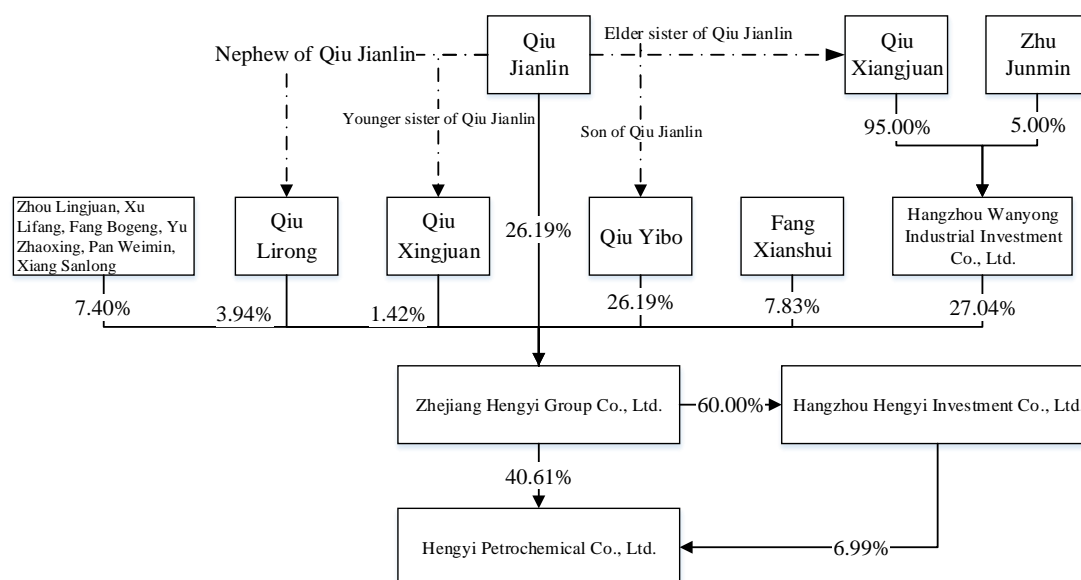 Nephew of Qiu Jianlin
Qiu
Jianlin
Elder sister of Qiu Jianlin
Qiu
Xiangjuan
Zhu
Junmin
Younger sister of Qiu Jianlin
Son of Qiu Jianlin
95.00%
5.00%
Zhou Lingjuan, Xu
Lifang, Fang Bogeng, Yu
Zhaoxing, Pan Weimin,
Xiang Sanlong
Qiu
Lirong
Qiu
Xingjuan
26.19%
Qiu Yibo
Fang
Xianshui
Hangzhou Wanyong
Industrial Investment
Co., Ltd.
7.40%
3.94%
1.42%
26.19%
7.83%
27.04%
Zhejiang Hengyi Group Co., Ltd.
60.00%
Hangzhou Hengyi Investment Co., Ltd.
40.61%
Hengyi Petrochemical Co., Ltd.
6.99%